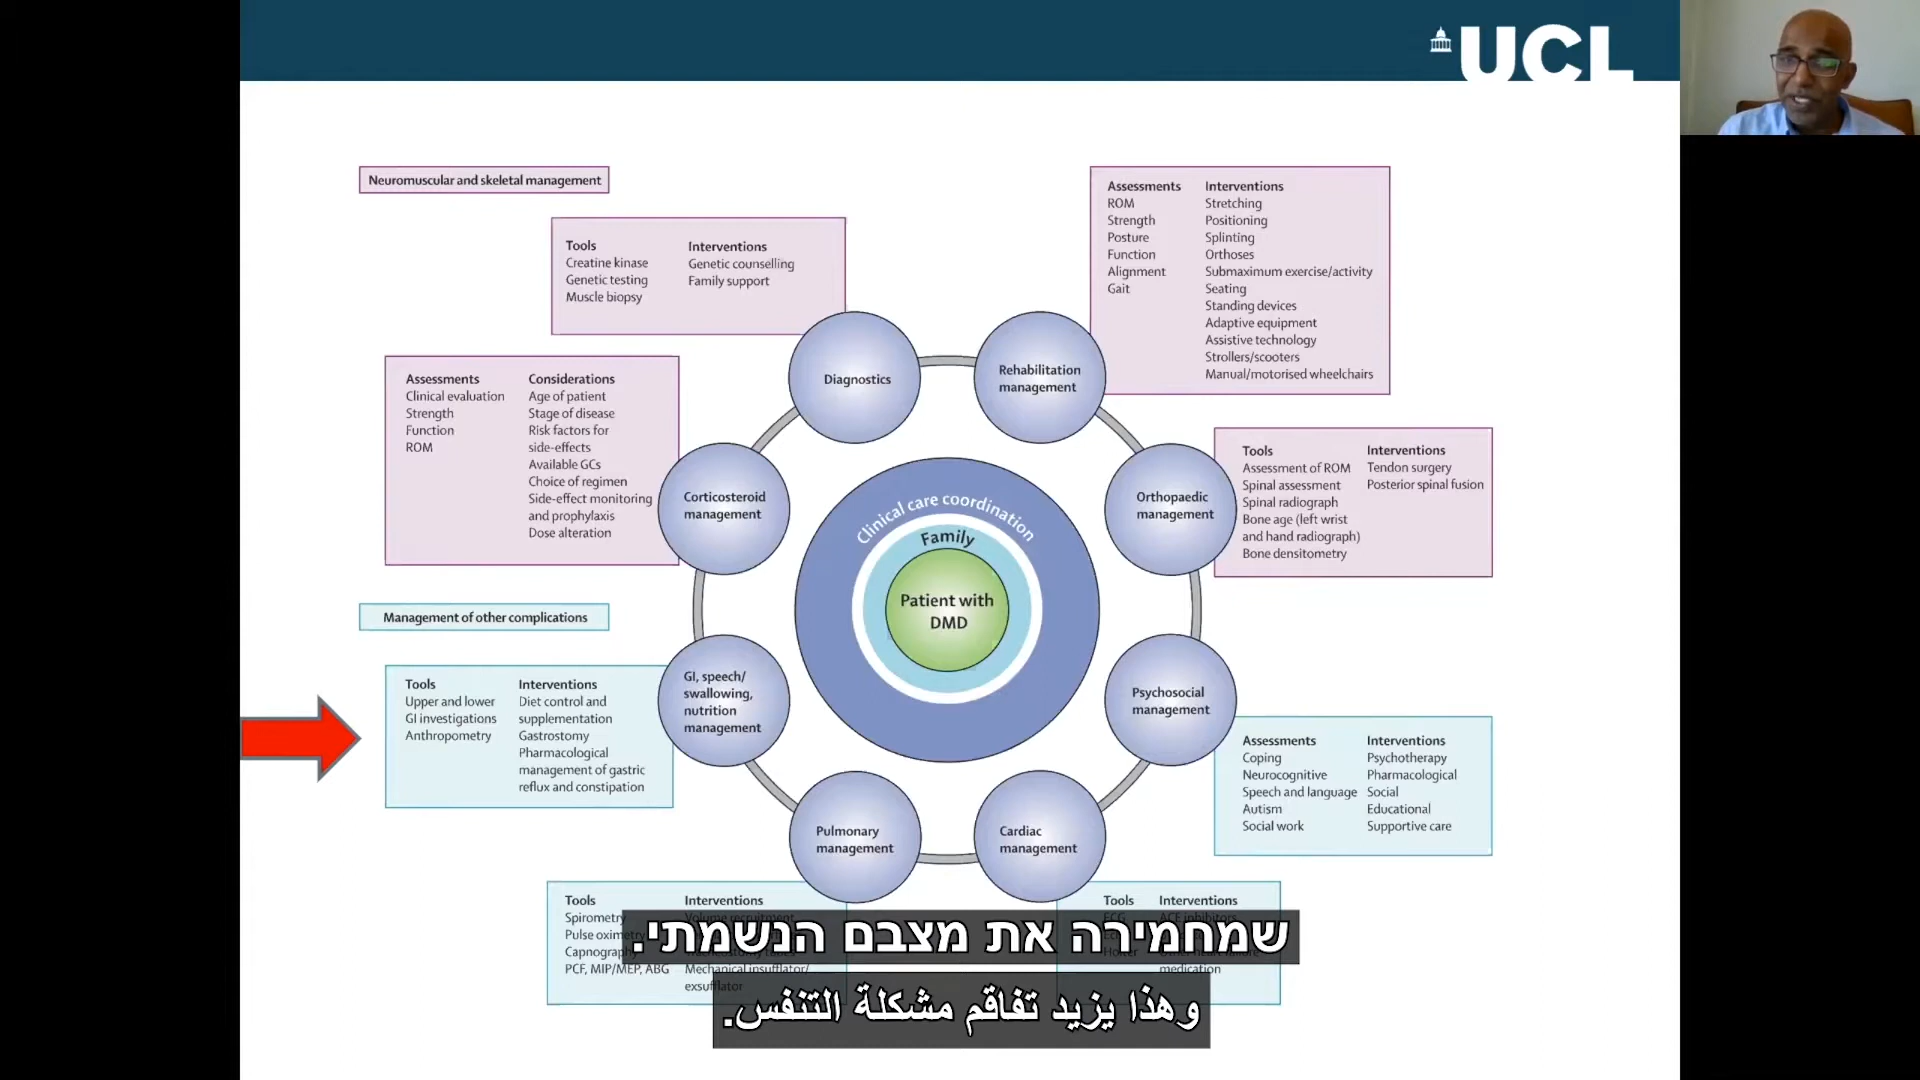 UCL
Neuromuscular and skeletal management
Tools
Creatine kinase
Genetic testing
Muscle biopsy
Interventions
Genetic counselling
Family support
Assessments
ROM
Strength
Posture
Function
Alignment
Gait
Interventions
Stretching
Positioning
Splinting
Orthoses
Submaximum exercise/activity
Seating
Standing devices
Adaptive equipment
Assistive technology
Strollers/scooters
Manual/motorised wheelchairs
Diagnostics
Rehabilitation
management
Assessments
Clinical evaluation
Strength
Function
ROM
Considerations
Age of patient
Stage of disease
Risk factors for
side-effects
Available GCs
Choice of regimen
Side-effect monitoring
and prophylaxis
Dose alteration
Corticosteroid
management
Orthopaedic
management
Tools
Assessment of ROM
Spinal assessment
Spinal radiograph
Bone age (left wrist
and hand radiograph)
Bone densitometry
Interventions
Tendon surgery
Posterior spinal fusion
Clinical care coordination
Family
Patient with
DMD
Management of other complications
Tools
Upper and lower
GI investigations
Anthropometry
Interventions
Diet control and
supplementation
Gastrostomy
Pharmacological
management of gastric
reflux and constipation
GI, speech/
swallowing,
nutrition
management
Psychosocial
management
Assessments
Coping
Neurocognitive
Speech and language
Autism
Social work
Interventions
Psychotherapy
Pharmacological
Social
Educational
Supportive care
Pulmonary
management
Cardiac
management
Tools
Spirometry
Pulse
Capnography
PCF, MIP/MEP, ABG
Interventions
Volume recruitment
Mechanical insufflator/
exsufflator
Tools
ECG
Holter
Interventions
ACE inhibitors
medication
שמחמירה את מצבם הנשמתי.
وهذا يزيد تفاقم مشكلة التنفس.